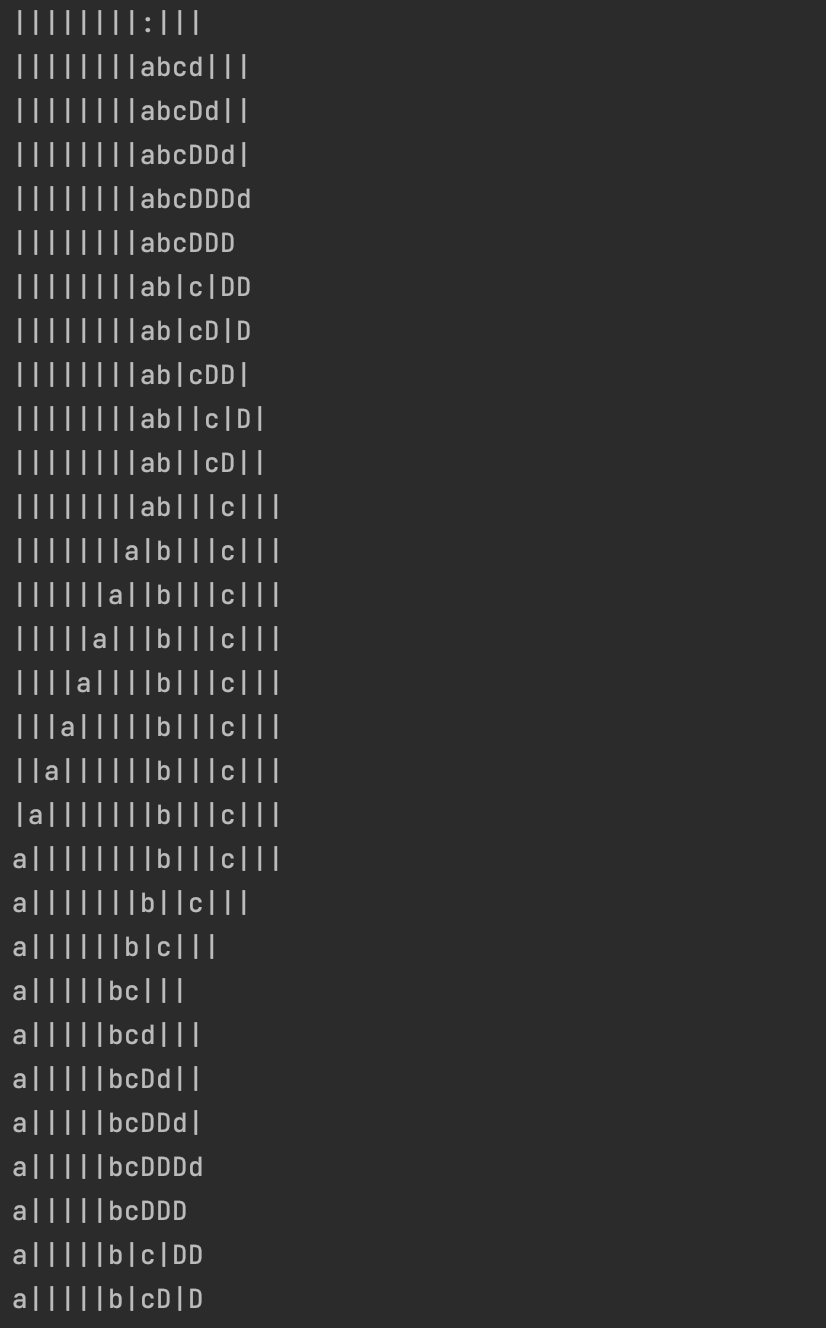 ||||||||:|||
||||||||abcd|||
||||||||abcDd||
||||||||abcDDd|
||||||||abcDDDd
||||||||abcDDD
||||||||ab|c|DD
||||||||ab|cD|D
||||||||ab|cDD|
||||||||ab||c|D|
||||||||ab||cD||
||||||||ab|||c|||
|||||||a|b|||c|||
||||||a||b|||c|||
|||||a|||b|||c|||
||||a||||b|||c|||
|||a|||||b|||c|||
||a||||||b|||c|||
|a|||||||b|||c|||
a||||||||b|||c|||
a|||||||b||c|||
a||||||b|c|||
a|||||bc|||
a|||||bcd|||
a|||||bcDd||
a|||||bcDDd|
a|||||bcDDDd
a|||||bcDDD
a|||||b|c|DD
a|||||b|cD|D